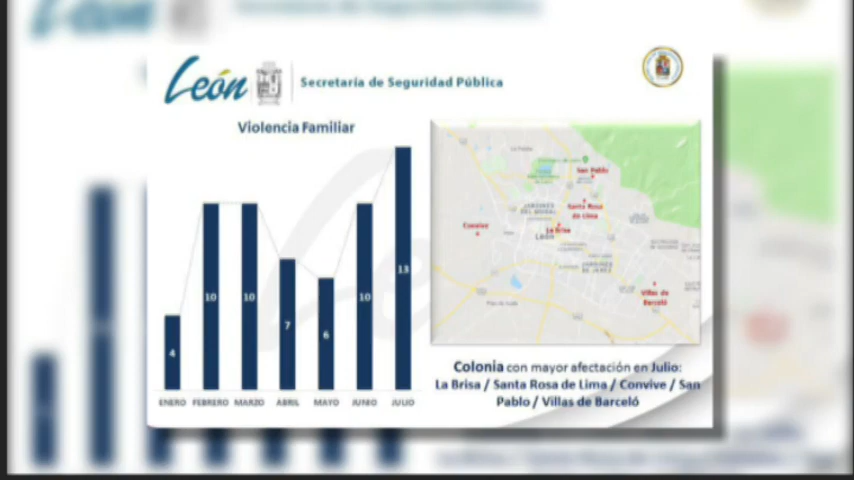 León
Secretaría de Seguridad Pública
Violencia Familiar
4
10
10
7
6
10
13
ENERO FEBRERO MARZO ABRIL MAYO JUNIO JULIO
San Pablo
Santa Rosa
de Lima
La Brisa
Convive
LEÓN
Villas de
Barceló
Colonia con mayor afectación en Julio:
La Brisa / Santa Rosa de Lima / Convive / San
Pablo / Villas de Barceló